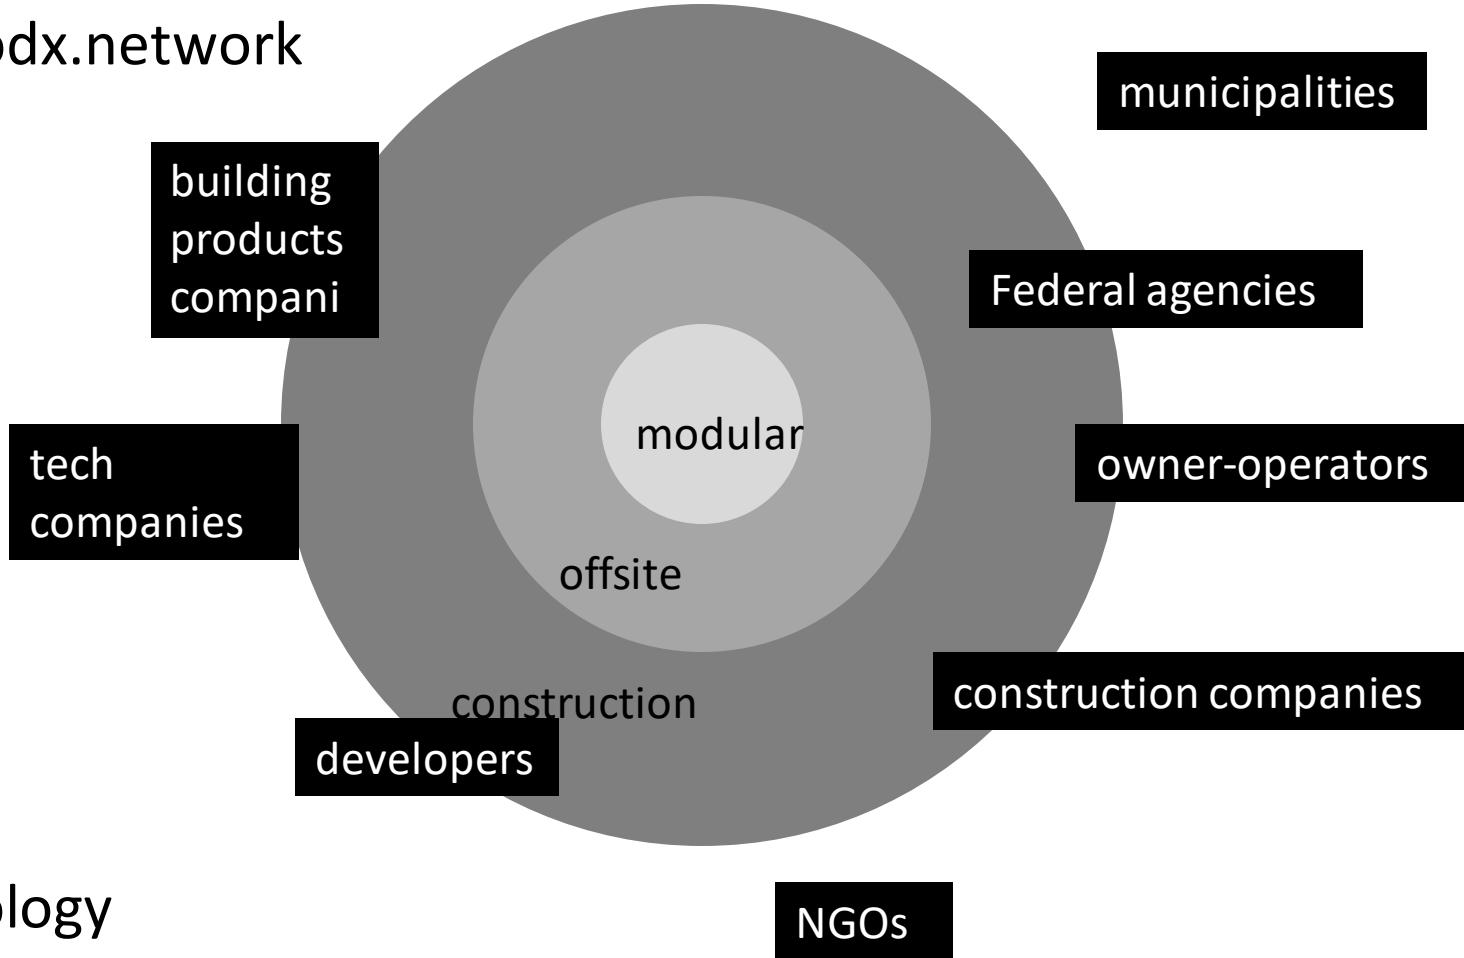 odx.network
municipalities
building
products
compani
Federal agencies
modular
tech
companies
owner-operators
offsite
construction
construction companies
developers
ology
NGOs